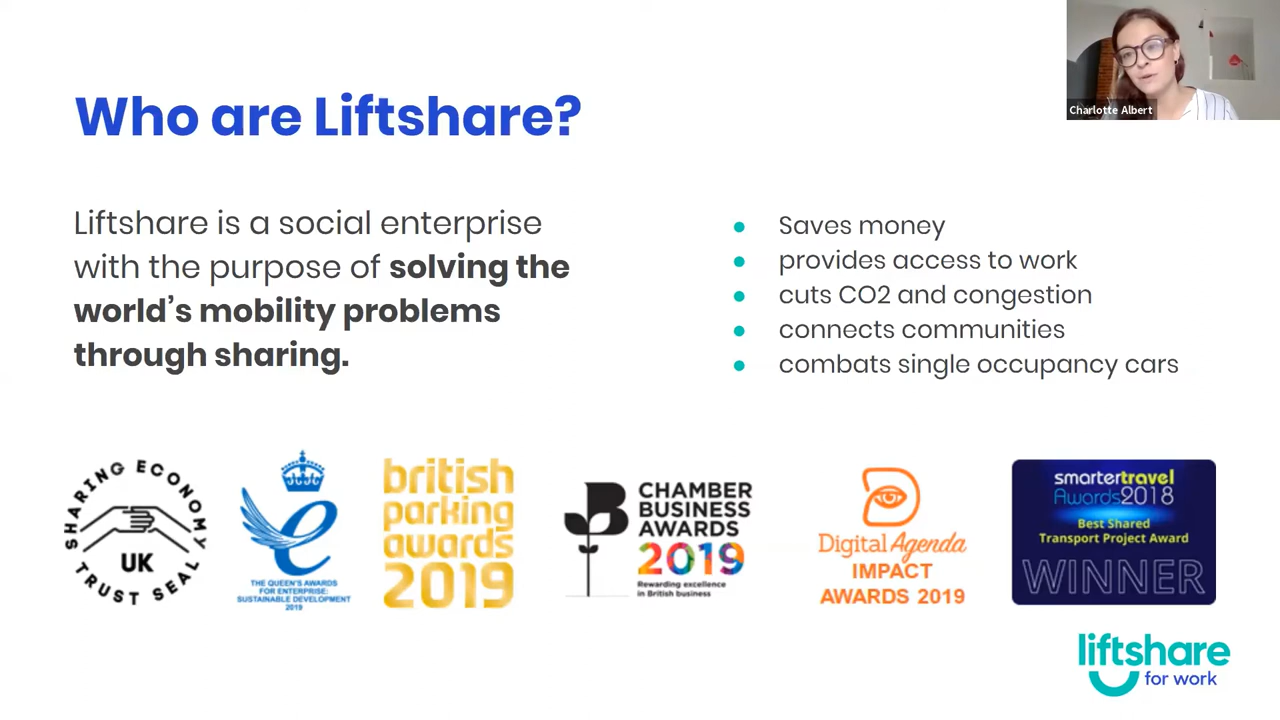 Charlotte Albert
Who are Liftshare?
Liftshare is a social enterprise
with the purpose of solving the
world's mobility problems
through sharing.
Saves money
provides access to work
cuts CO2 and congestion
connects communities
combats single occupancy cars
SHARING ECONOMY
UK
TRUST SEAL
e
THE QUEEN'S AWARDS
FOR ENTERPRISE:
SUSTAINABLE DEVELOPMENT
2019
british
parking
awards
2019
B
CHAMBER
BUSINESS
AWARDS
2019
Rewarding excellence
in British business
Digital Agenda
IMPACT
AWARDS 2019
smartertravel
Awards2018
Best Shared
Transport Project Award
WINNER
liftshare
for work